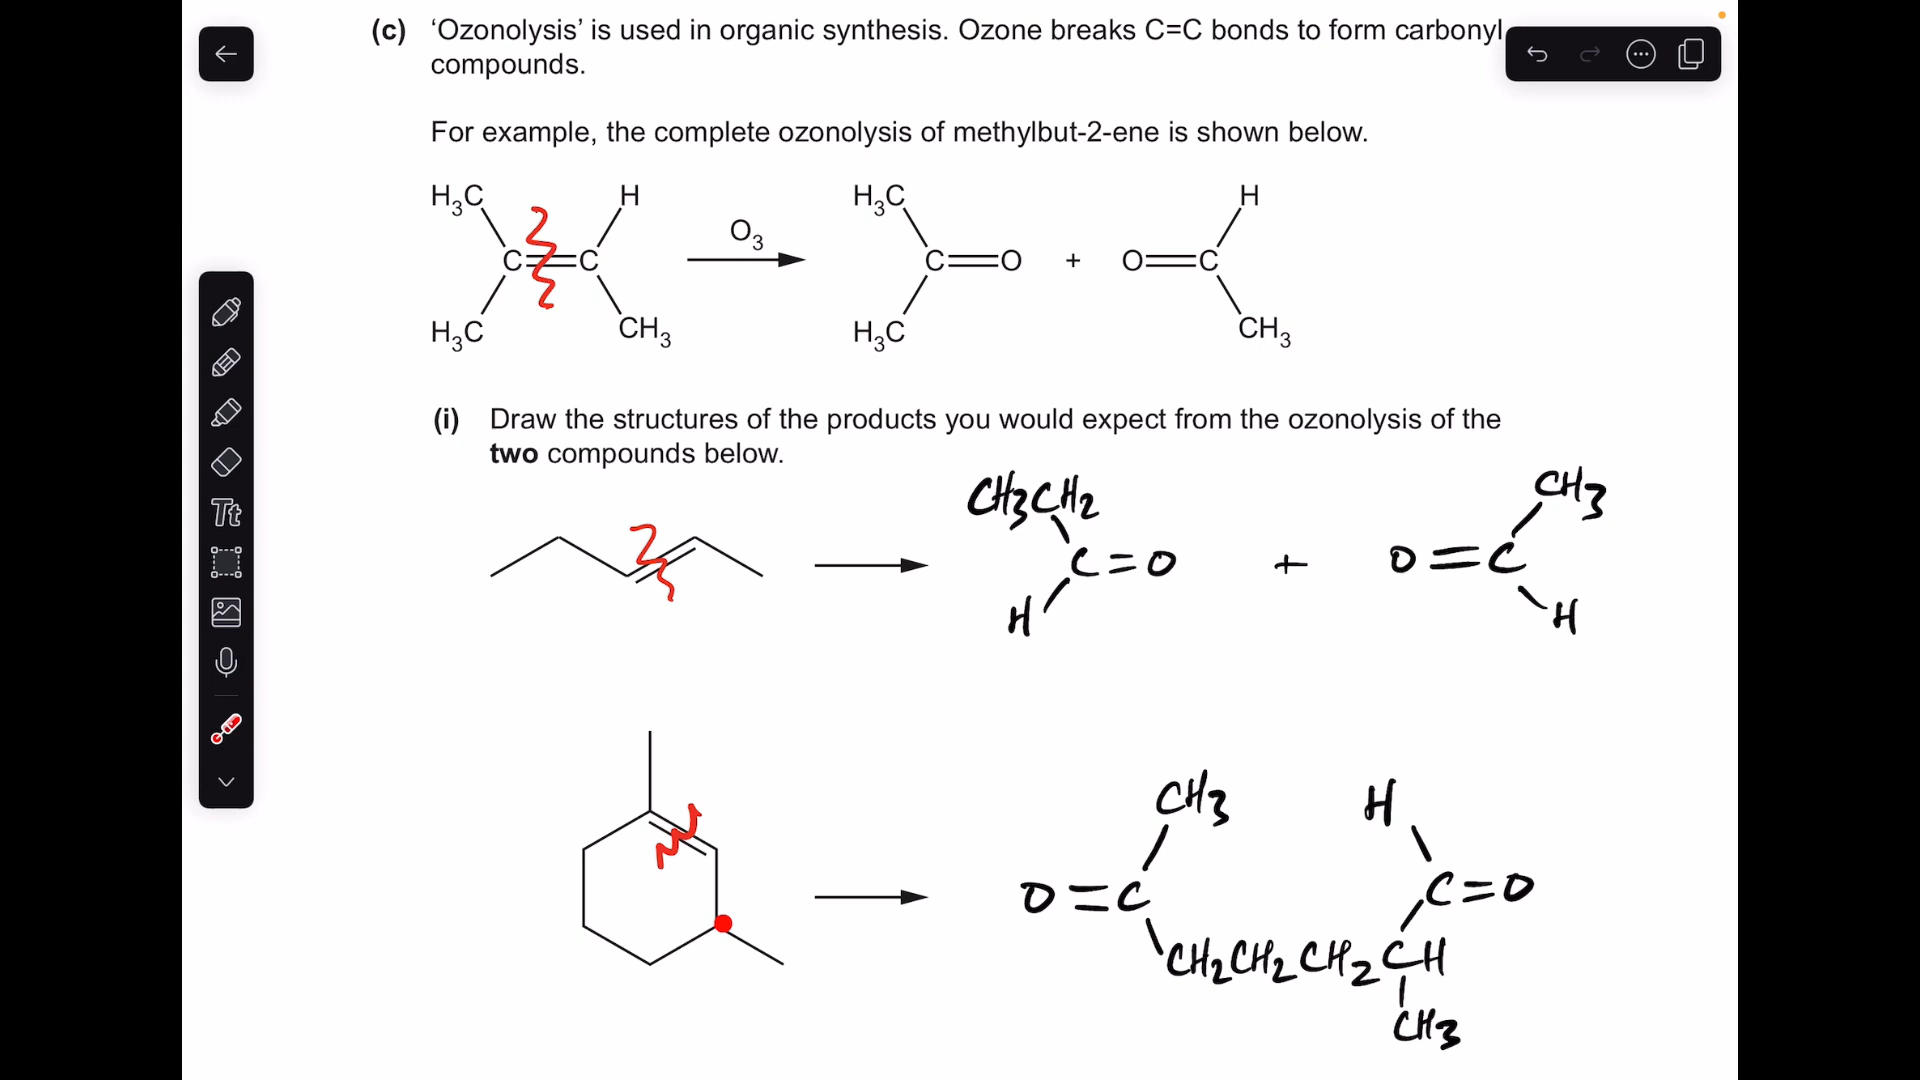 (c) ‘Ozonolysis’ is used in organic synthesis. Ozone breaks C=C bonds to form carbonyl
compounds.
For example, the complete ozonolysis of methylbut-2-ene is shown below.
H3C H H3C H
O3
C=C C=O + O=C
H3C CH3 H3C CH3
(i) Draw the structures of the products you would expect from the ozonolysis of the
two compounds below.
CH3CH2 CH3
C=O + O=C
H H
CH3 H
O=C C=O
CH2CH2CH2CH
CH3
Tt